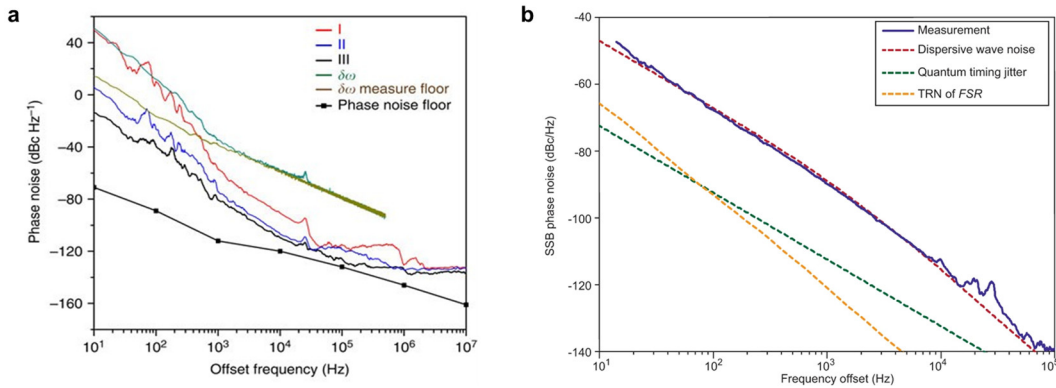 a
Phase noise (dBc Hz⁻¹)
40
0
−40
−80
−120
−160
I
II
III
δω
δω measure floor
Phase noise floor
10¹ 10² 10³ 10⁴ 10⁵ 10⁶ 10⁷
Offset frequency (Hz)
b
SSB phase noise (dBc/Hz)
-40
-60
-80
-100
-120
-140
Measurement
Dispersive wave noise
Quantum timing jitter
TRN of FSR
10¹ 10² 10³ 10⁴
Frequency offset (Hz)